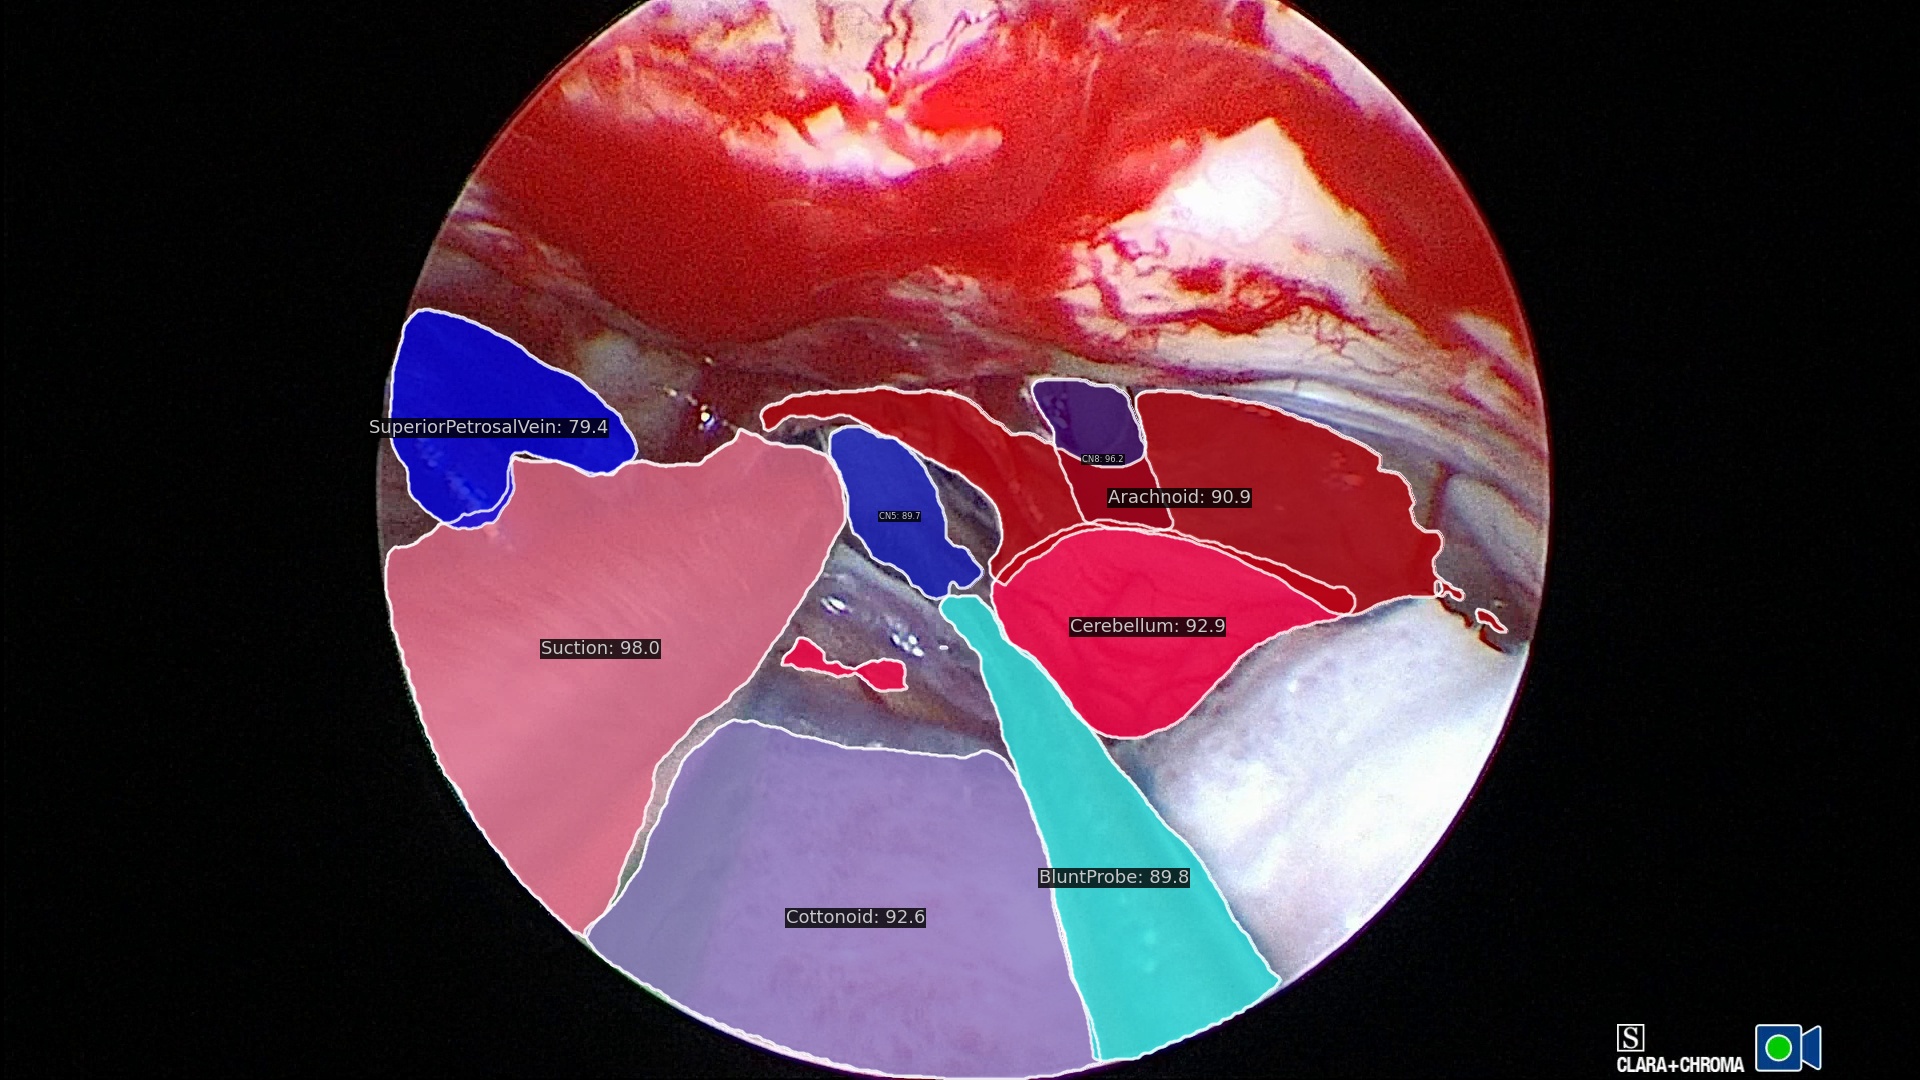 SuperiorPetrosalVein: 79.4
CN8: 96.2
Arachnoid: 90.9
CN5: 89.7
Cerebellum: 92.9
Suction: 98.0
BluntProbe: 89.8
Cottonoid: 92.6
S
CLARA+CHROMA